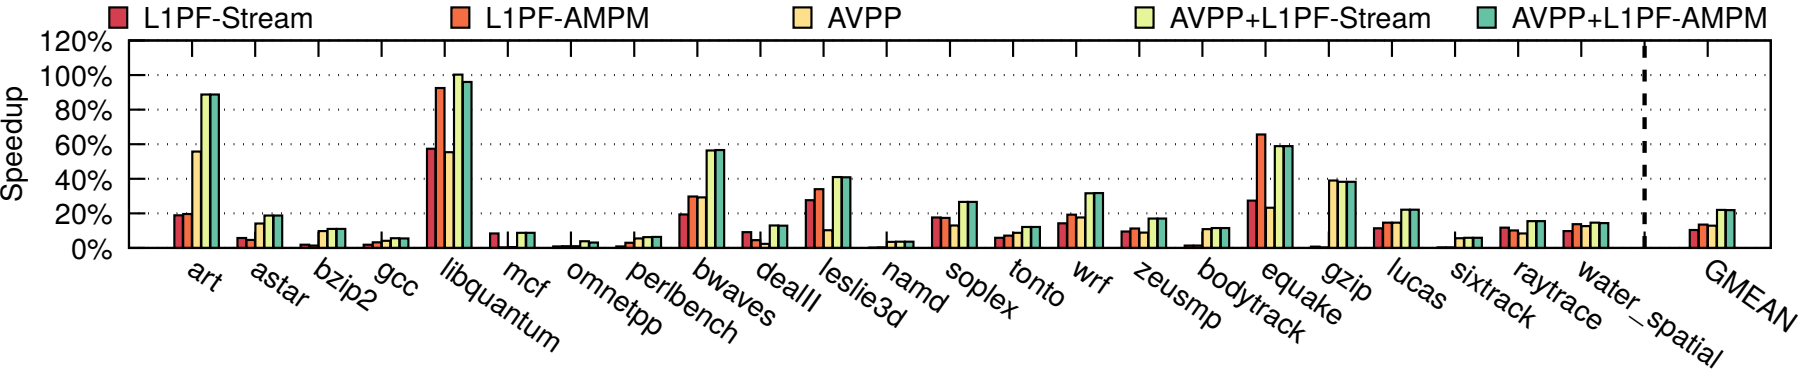 L1PF-Stream L1PF-AMPM AVPP AVPP+L1PF-Stream AVPP+L1PF-AMPM
Speedup
120%
100%
80%
60%
40%
20%
0%
art astar bzip2 gcc libquantum mcf omnetpp perlbench bwaves dealII leslie3d namd soplex tonto wrf zeusmp bodytrack equake gzip lucas sixtrack raytrace water_spatial GMEAN